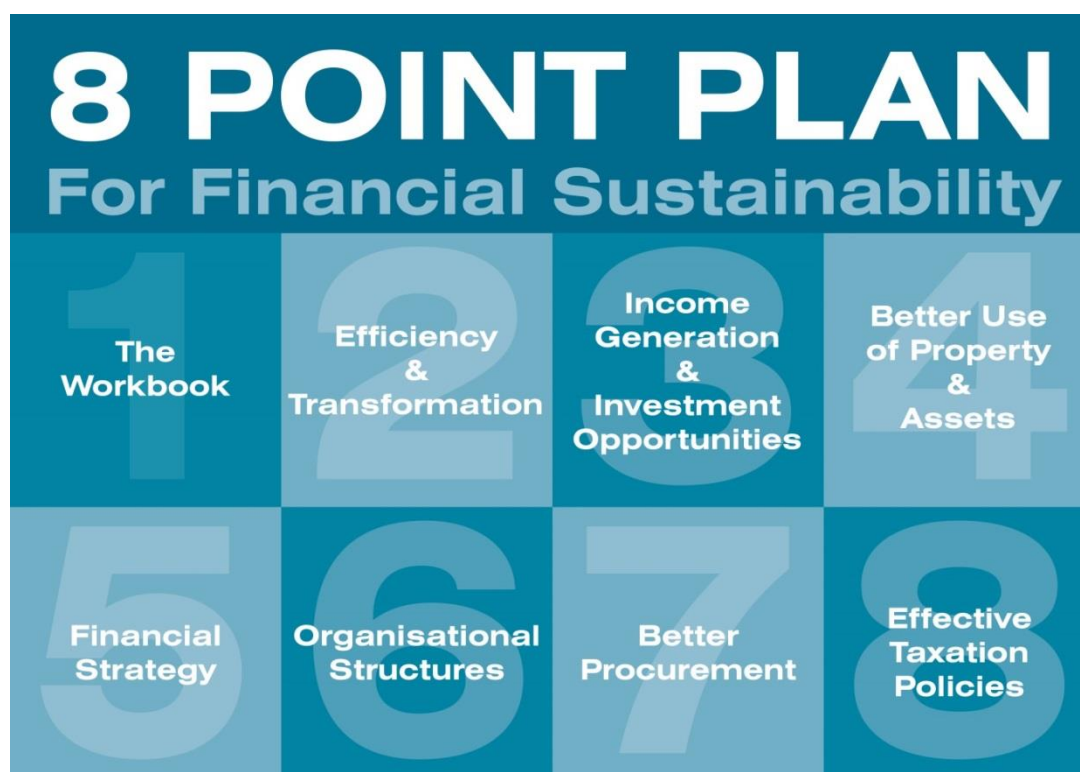 8 POINT PLAN
For Financial Sustainability
1
The
Workbook
2
Efficiency
&
Transformation
3
Income
Generation
&
Investment
Opportunities
4
Better Use
of Property
&
Assets
5
Financial
Strategy
6
Organisational
Structures
7
Better
Procurement
8
Effective
Taxation
Policies